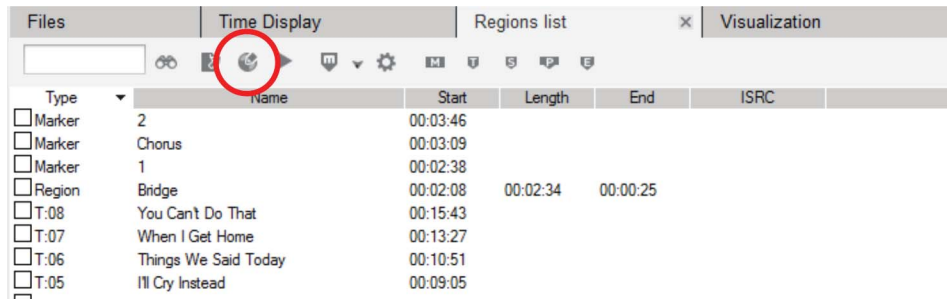 Files Time Display Regions list × Visualization
M T S P E
Type Name Start Length End ISRC
Marker 2 00:03:46
Marker Chorus 00:03:09
Marker 1 00:02:38
Region Bridge 00:02:08 00:02:34 00:00:25
T:08 You Can't Do That 00:15:43
T:07 When I Get Home 00:13:27
T:06 Things We Said Today 00:10:51
T:05 I'll Cry Instead 00:09:05